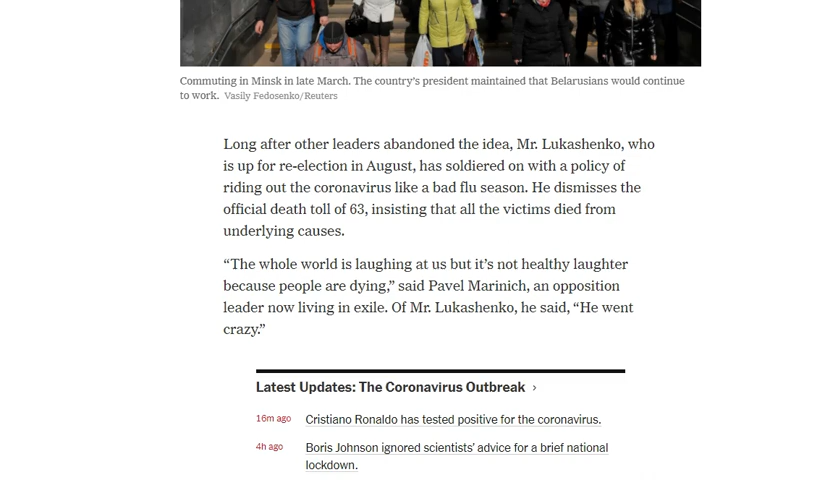 Commuting in Minsk in late March. The country's president maintained that Belarusians would continue
to work. Vasily Fedosenko/Reuters
Long after other leaders abandoned the idea, Mr. Lukashenko, who
is up for re-election in August, has soldiered on with a policy of
riding out the coronavirus like a bad flu season. He dismisses the
official death toll of 63, insisting that all the victims died from
underlying causes.
“The whole world is laughing at us but it’s not healthy laughter
because people are dying,” said Pavel Marinich, an opposition
leader now living in exile. Of Mr. Lukashenko, he said, “He went
crazy.”
Latest Updates: The Coronavirus Outbreak ›
16m ago Cristiano Ronaldo has tested positive for the coronavirus.
4h ago Boris Johnson ignored scientists’ advice for a brief national
lockdown.